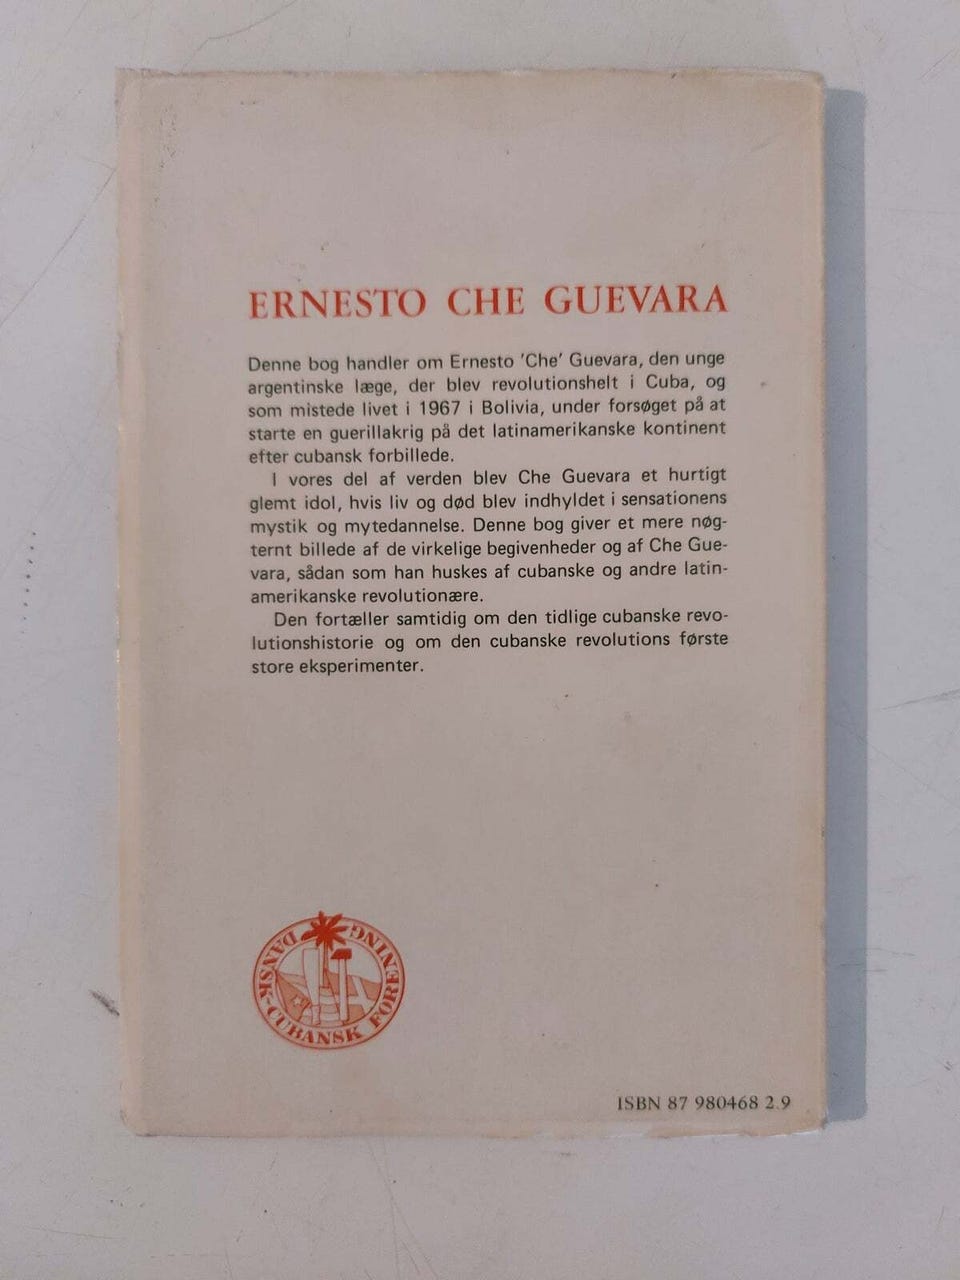 ERNESTO CHE GUEVARA
Denne bog handler om Ernesto 'Che' Guevara, den unge
argentinske læge, der blev revolutionshelt i Cuba, og
som mistede livet i 1967 i Bolivia, under forsøget på at
starte en guerillakrig på det latinamerikanske kontinent
efter cubansk forbillede.
I vores del af verden blev Che Guevara et hurtigt
glemt idol, hvis liv og død blev indhyldet i sensationens
mystik og mytedannelse. Denne bog giver et mere nøg-
ternt billede af de virkelige begivenheder og af Che Gue-
vara, sådan som han huskes af cubanske og andre latin-
amerikanske revolutionære.
Den fortæller samtidig om den tidlige cubanske revo-
lutionshistorie og om den cubanske revolutions første
store eksperimenter.
DANSK-CUBANSK FORENING
ISBN 87 980468 2.9